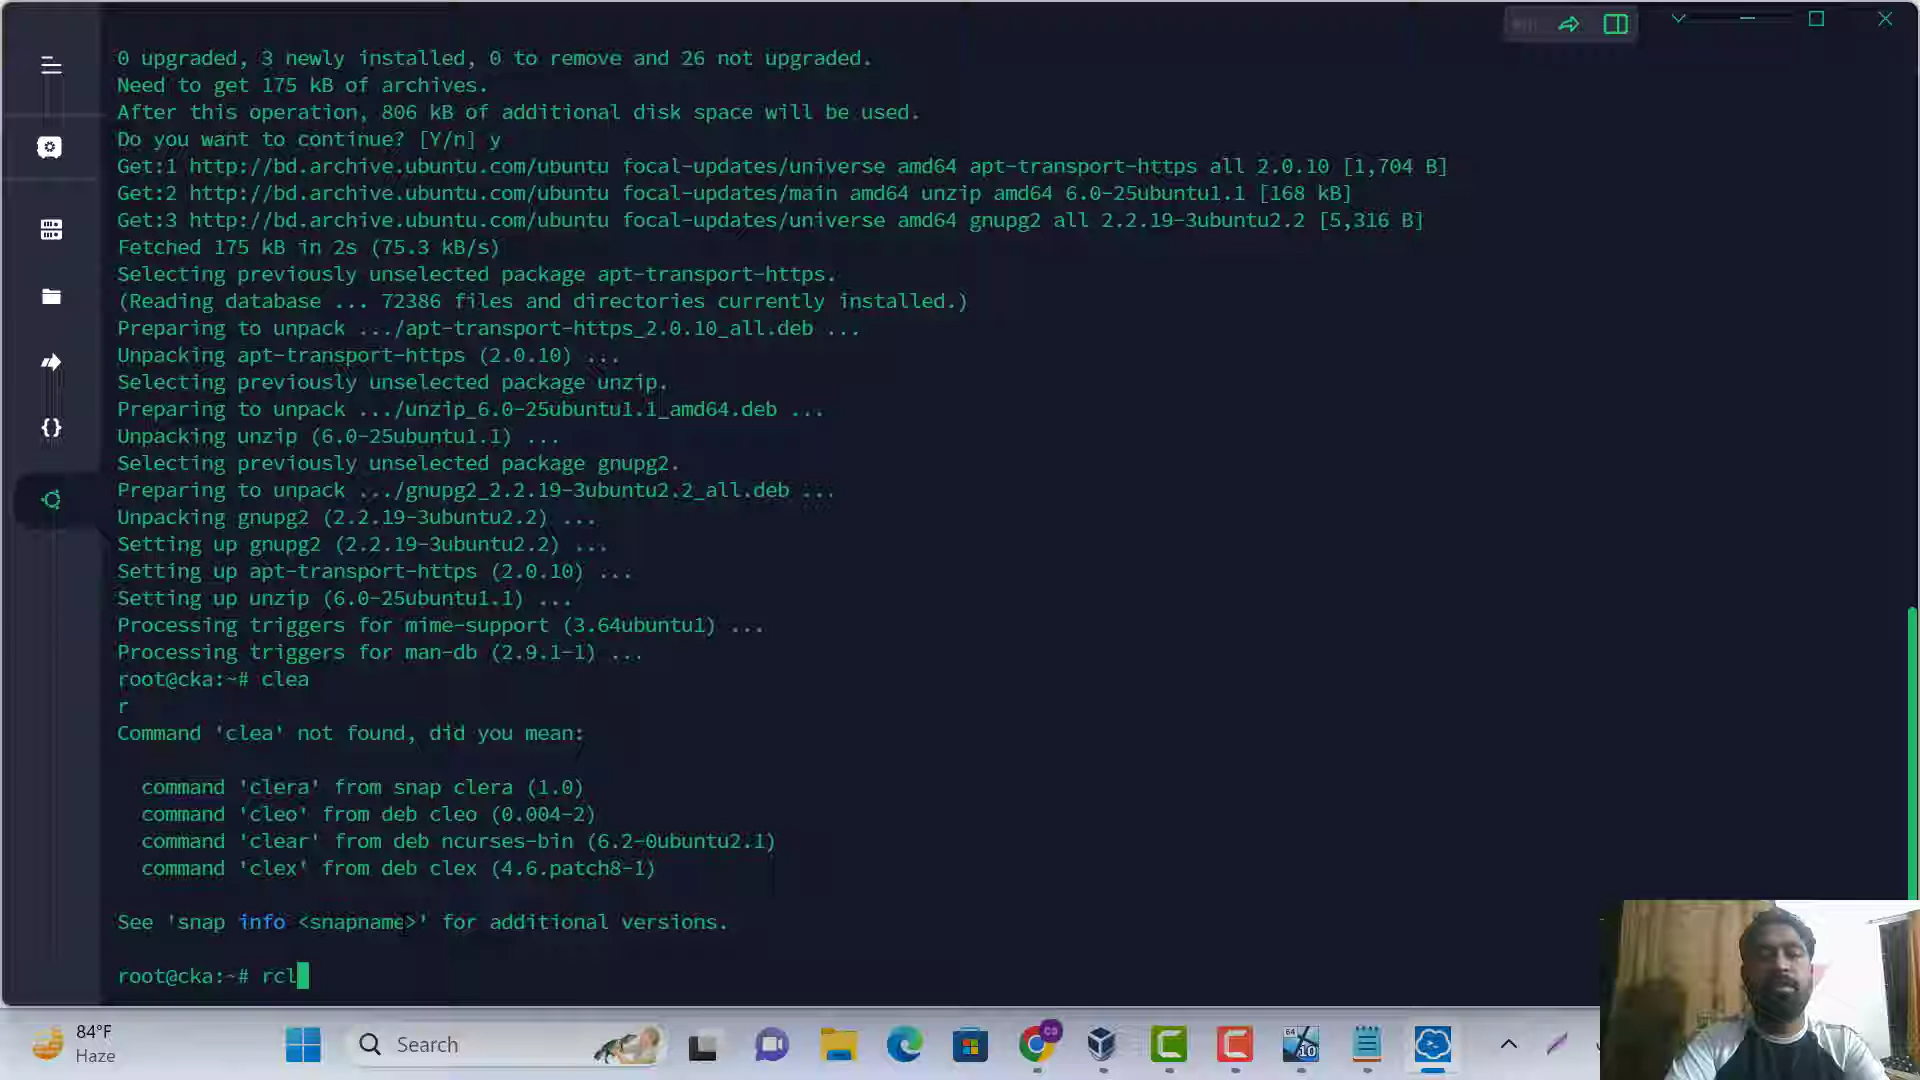 0 upgraded, 3 newly installed, 0 to remove and 26 not upgraded.
Need to get 175 kB of archives.
After this operation, 806 kB of additional disk space will be used.
Do you want to continue? [Y/n] y
Get:1 http://bd.archive.ubuntu.com/ubuntu focal-updates/universe amd64 apt-transport-https all 2.0.10 [1,704 B]
Get:2 http://bd.archive.ubuntu.com/ubuntu focal-updates/main amd64 unzip amd64 6.0-25ubuntu1.1 [168 kB]
Get:3 http://bd.archive.ubuntu.com/ubuntu focal-updates/universe amd64 gnupg2 all 2.2.19-3ubuntu2.2 [5,316 B]
Fetched 175 kB in 2s (75.3 kB/s)
Selecting previously unselected package apt-transport-https.
(Reading database ... 72386 files and directories currently installed.)
Preparing to unpack .../apt-transport-https_2.0.10_all.deb ...
Unpacking apt-transport-https (2.0.10) ...
Selecting previously unselected package unzip.
Preparing to unpack .../unzip_6.0-25ubuntu1.1_amd64.deb ...
Unpacking unzip (6.0-25ubuntu1.1) ...
Selecting previously unselected package gnupg2.
Preparing to unpack .../gnupg2_2.2.19-3ubuntu2.2_all.deb ...
Unpacking gnupg2 (2.2.19-3ubuntu2.2) ...
Setting up gnupg2 (2.2.19-3ubuntu2.2) ...
Setting up apt-transport-https (2.0.10) ...
Setting up unzip (6.0-25ubuntu1.1) ...
Processing triggers for mime-support (3.64ubuntu1) ...
Processing triggers for man-db (2.9.1-1) ...
root@cka:~# clea
r
Command 'clea' not found, did you mean:
command 'clera' from snap clera (1.0)
command 'cleo' from deb cleo (0.004-2)
command 'clear' from deb ncurses-bin (6.2-0ubuntu2.1)
command 'clex' from deb clex (4.6.patch8-1)
See 'snap info <snapname>' for additional versions.
root@cka:~# rcl
84°F
Haze
Search
CS
64
10